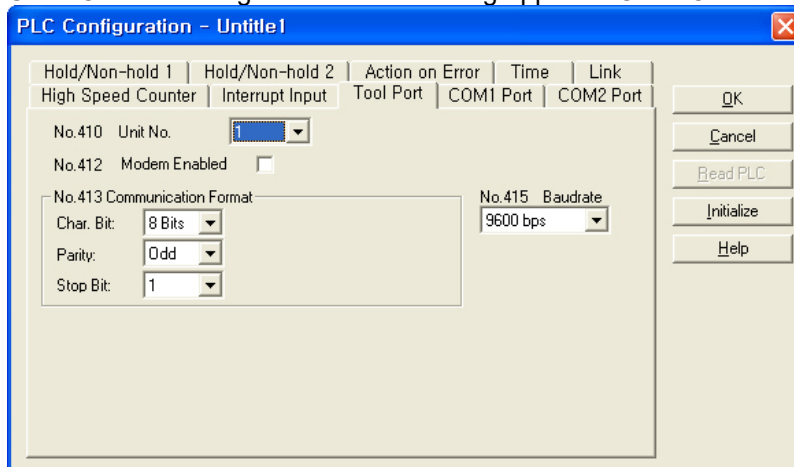 PLC Configuration - Untitle1
Hold/Non-hold 1 | Hold/Non-hold 2 | Action on Error | Time | Link
High Speed Counter | Interrupt Input | Tool Port | COM1 Port | COM2 Port
OK
No.410 Unit No. 1
Cancel
No.412 Modem Enabled
Read PLC
No.413 Communication Format
No.415 Baudrate
Char. Bit: 8 Bits
9600 bps
Initialize
Parity: Odd
Help
Stop Bit: 1